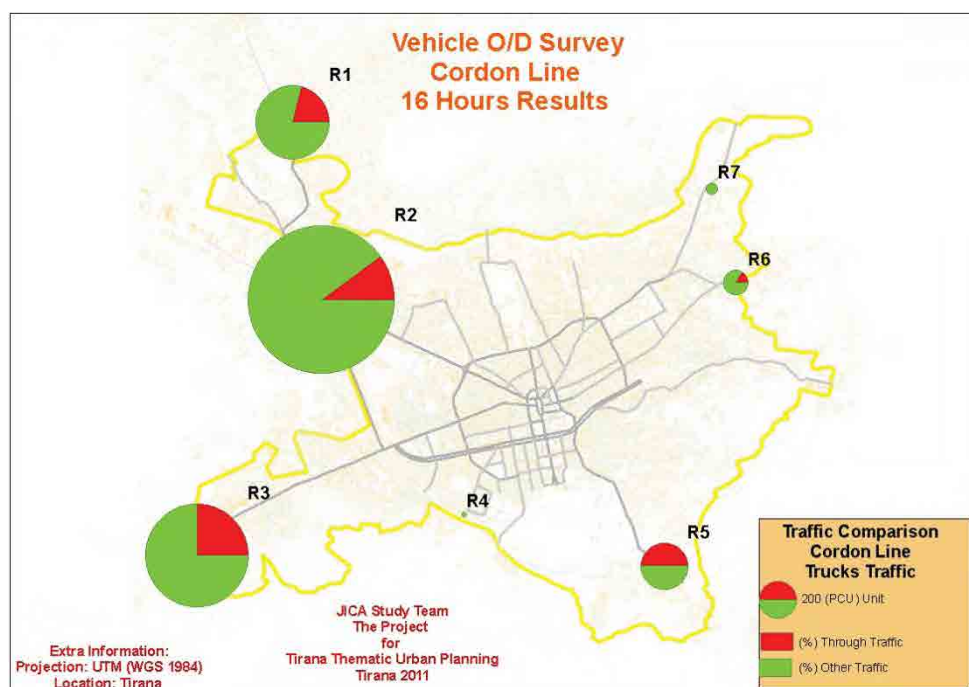 Vehicle O/D Survey
Cordon Line
16 Hours Results
R1
R2
R7
R6
R3
R4
R5
Traffic Comparison
Cordon Line
Trucks Traffic
200 (PCU) Unit
(%) Through Traffic
(%) Other Traffic
JICA Study Team
The Project
for
Tirana Thematic Urban Planning
Tirana 2011
Extra Information:
Projection: UTM (WGS 1984)
Location: Tirana